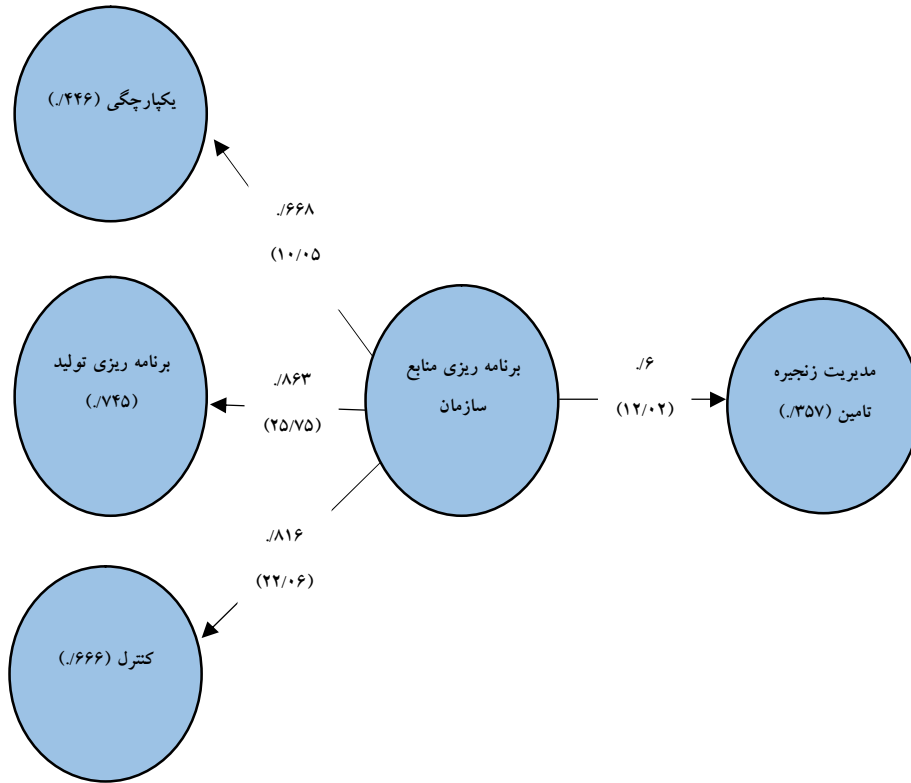 یکپارچگی (۴۴۶/.)
./۶۶۸
(۱۰/۰۵
برنامه ریزی تولید
(./۷۴۵)
./۸۶۳
(۲۵/۷۵)
برنامه ریزی منابع
سازمان
./۶
(۱۲/۰۲)
مدیریت زنجیره
تامین (۳۵۷/.)
./۸۱۶
(۲۲/۰۶)
کنترل (۶۶۶/.)